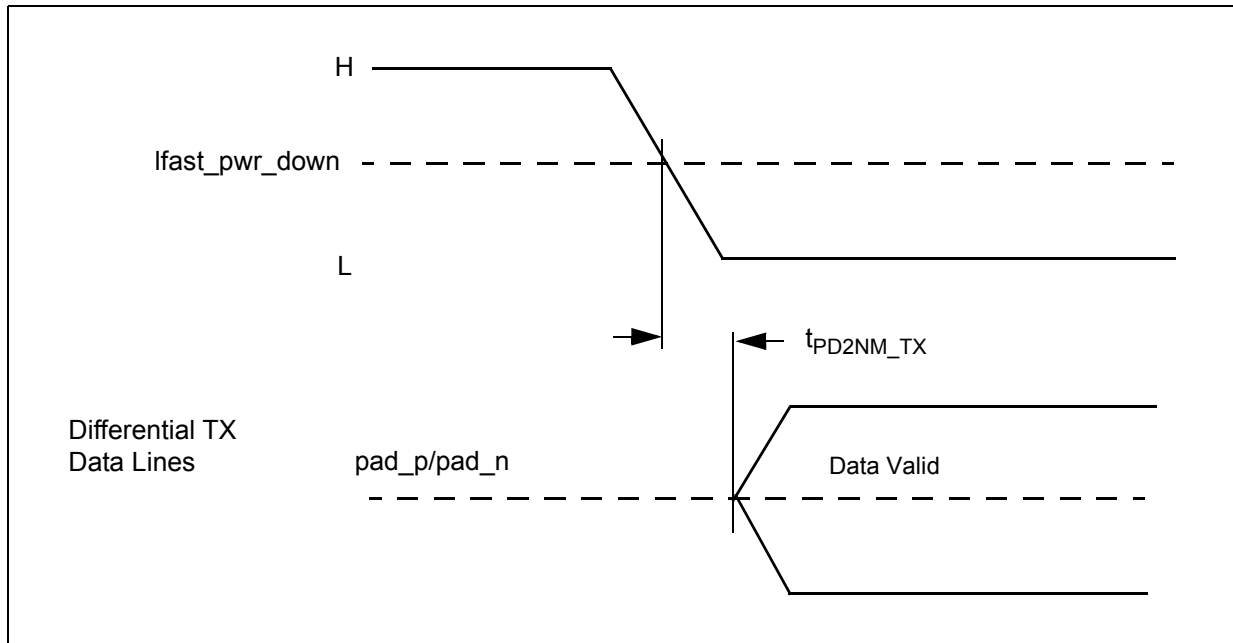 H
lfast_pwr_down
L
tPD2NM_TX
Differential TX
Data Lines
pad_p/pad_n
Data Valid